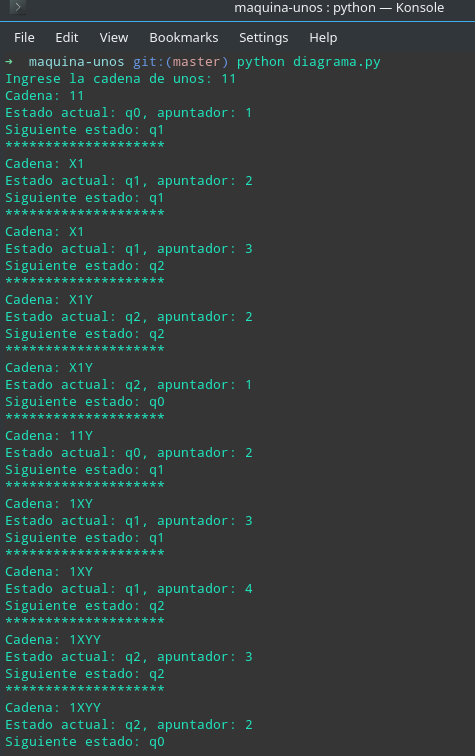 maquina-unos : python — Konsole
File Edit View Bookmarks Settings Help
➜ maquina-unos git:(master) python diagrama.py
Ingrese la cadena de unos: 11
Cadena: 11
Estado actual: q0, apuntador: 1
Siguiente estado: q1
********************
Cadena: X1
Estado actual: q1, apuntador: 2
Siguiente estado: q1
********************
Cadena: X1
Estado actual: q1, apuntador: 3
Siguiente estado: q2
********************
Cadena: X1Y
Estado actual: q2, apuntador: 2
Siguiente estado: q2
********************
Cadena: X1Y
Estado actual: q2, apuntador: 1
Siguiente estado: q0
********************
Cadena: 11Y
Estado actual: q0, apuntador: 2
Siguiente estado: q1
********************
Cadena: 1XY
Estado actual: q1, apuntador: 3
Siguiente estado: q1
********************
Cadena: 1XY
Estado actual: q1, apuntador: 4
Siguiente estado: q2
********************
Cadena: 1XYY
Estado actual: q2, apuntador: 3
Siguiente estado: q2
********************
Cadena: 1XYY
Estado actual: q2, apuntador: 2
Siguiente estado: q0